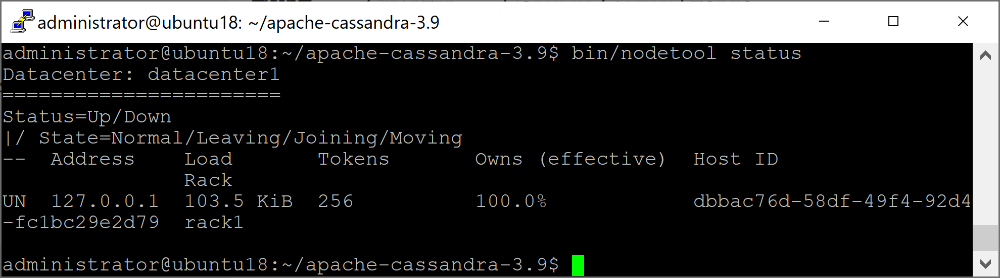 administrator@ubuntu18: ~/apache-cassandra-3.9
administrator@ubuntu18:~/apache-cassandra-3.9$ bin/nodetool status
Datacenter: datacenter1
=======================
Status=Up/Down
|/ State=Normal/Leaving/Joining/Moving
--  Address    Load       Tokens       Owns (effective)  Host ID
               Rack
UN  127.0.0.1  103.5 KiB  256          100.0%            dbbac76d-58df-49f4-92d4
-fc1bc29e2d79  rack1
administrator@ubuntu18:~/apache-cassandra-3.9$